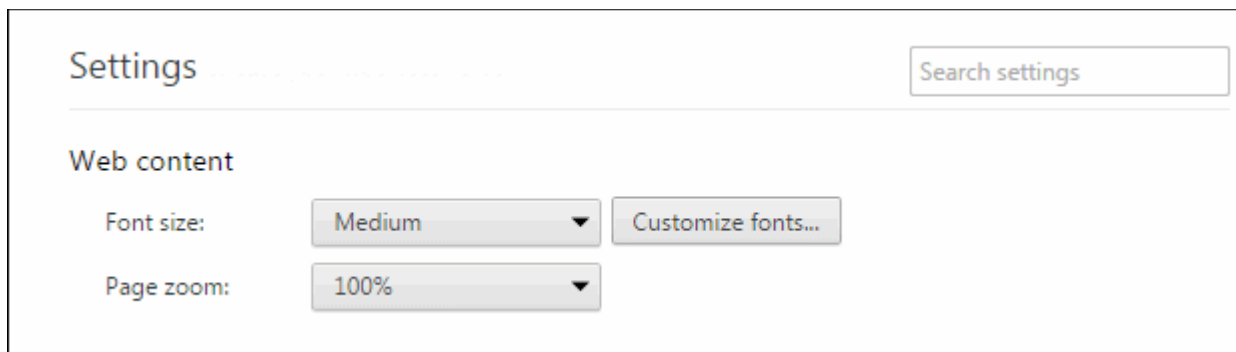 Settings
Search settings
Web content
Font size: Medium Customize fonts...
Page zoom: 100%